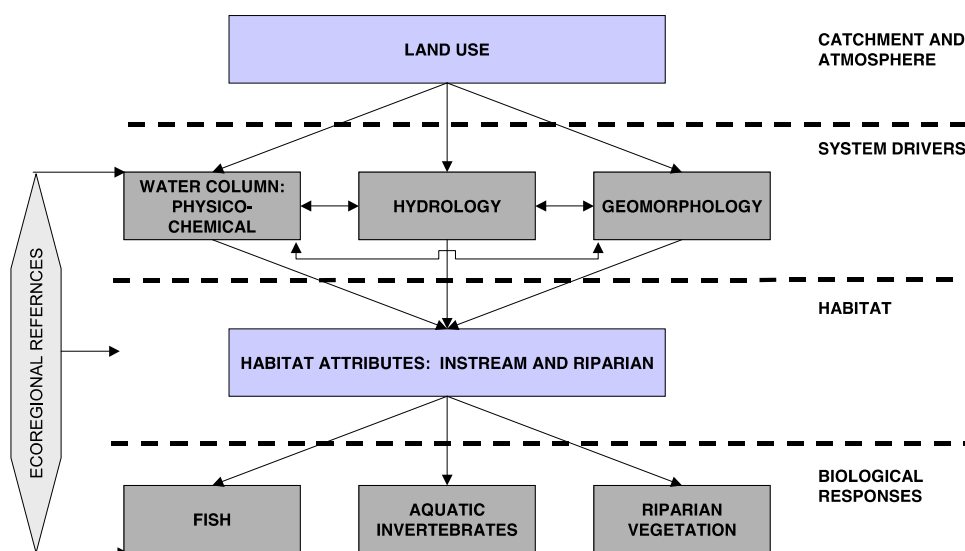 LAND USE
CATCHMENT AND
ATMOSPHERE
SYSTEM DRIVERS
WATER COLUMN:
PHYSICO-
CHEMICAL
HYDROLOGY
GEOMORPHOLOGY
HABITAT
HABITAT ATTRIBUTES: INSTREAM AND RIPARIAN
ECOREGIONAL REFERNCES
BIOLOGICAL
RESPONSES
FISH
AQUATIC
INVERTEBRATES
RIPARIAN
VEGETATION